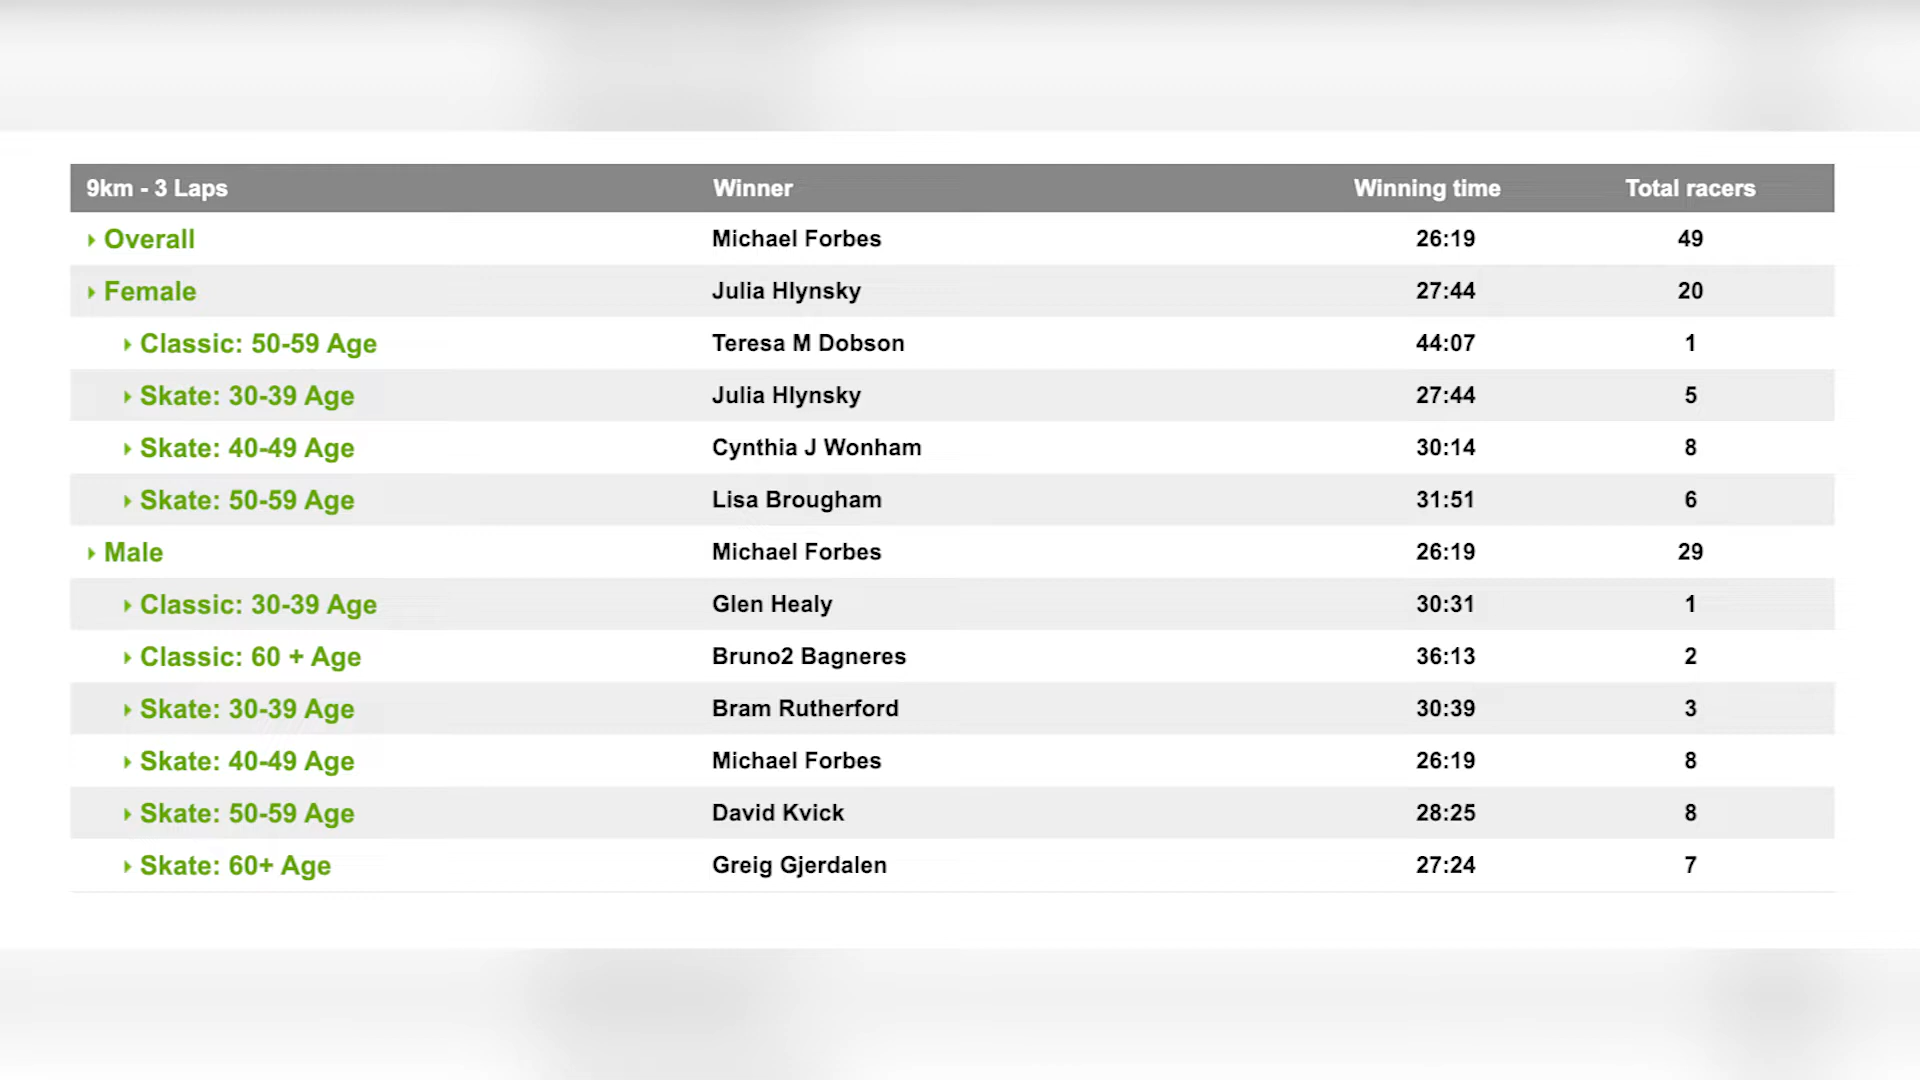 9km - 3 Laps Winner Winning time Total racers
Overall Michael Forbes 26:19 49
Female Julia Hlynsky 27:44 20
Classic: 50-59 Age Teresa M Dobson 44:07 1
Skate: 30-39 Age Julia Hlynsky 27:44 5
Skate: 40-49 Age Cynthia J Wonham 30:14 8
Skate: 50-59 Age Lisa Brougham 31:51 6
Male Michael Forbes 26:19 29
Classic: 30-39 Age Glen Healy 30:31 1
Classic: 60 + Age Bruno2 Bagneres 36:13 2
Skate: 30-39 Age Bram Rutherford 30:39 3
Skate: 40-49 Age Michael Forbes 26:19 8
Skate: 50-59 Age David Kvick 28:25 8
Skate: 60+ Age Greig Gjerdalen 27:24 7